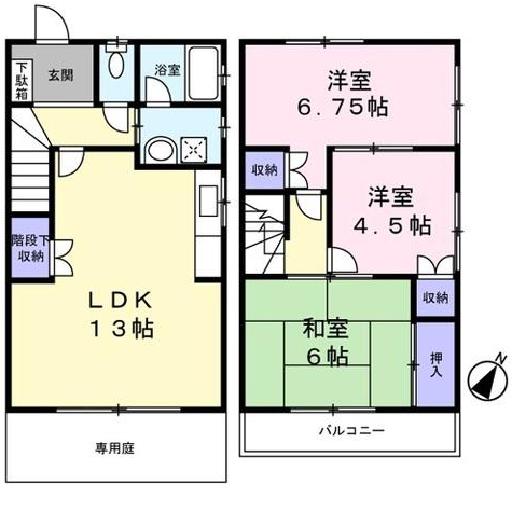 下駄箱
玄関
浴室
階段下
収納
LDK
13帖
専用庭
洋室
6.75帖
収納
洋室
4.5帖
収納
和室
6帖
押入
バルコニー
N